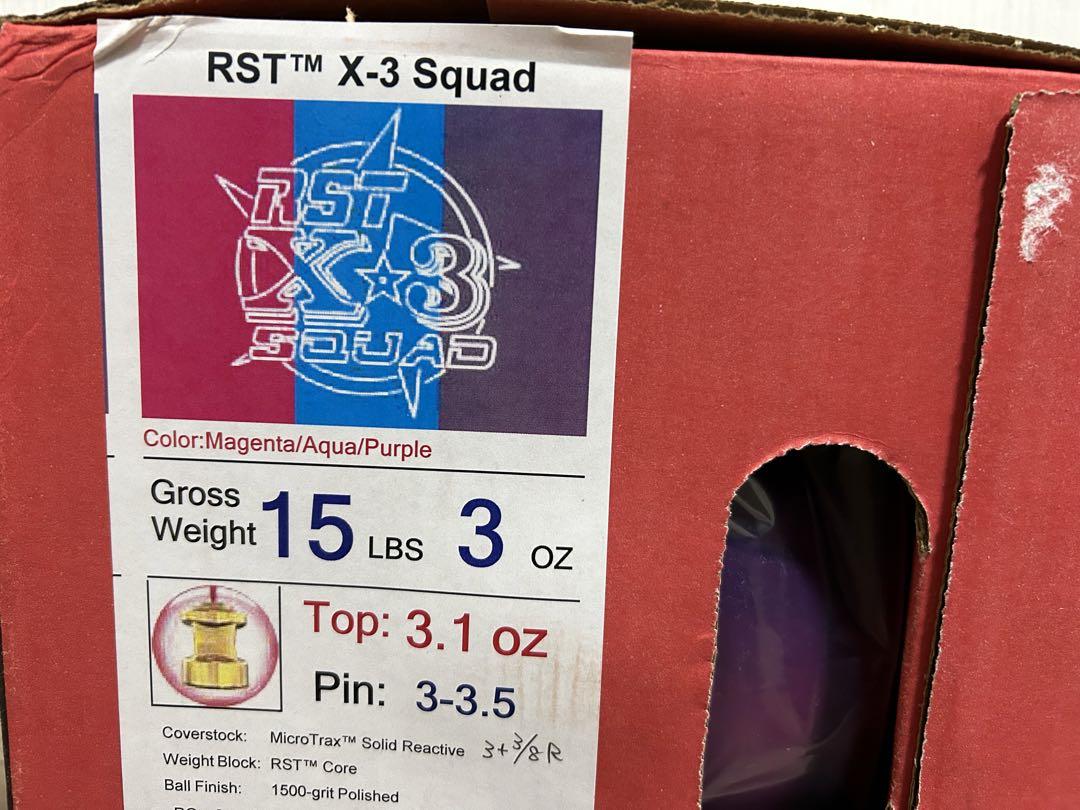 RST™ X-3 Squad
RST
X★3
SQUAD
Color:Magenta/Aqua/Purple
Gross Weight 15 LBS 3 OZ
Top: 3.1 oz
Pin: 3-3.5
Coverstock: MicroTrax™ Solid Reactive 3+3/8R
Weight Block: RST™ Core
Ball Finish: 1500-grit Polished